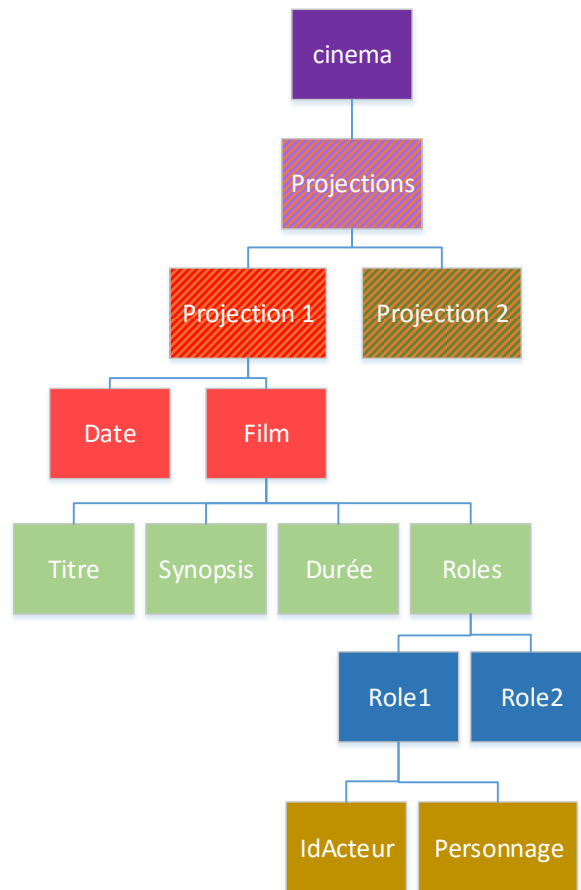 cinema
Projections
Projection 1
Projection 2
Date
Film
Titre
Synopsis
Durée
Roles
Role1
Role2
IdActeur
Personnage